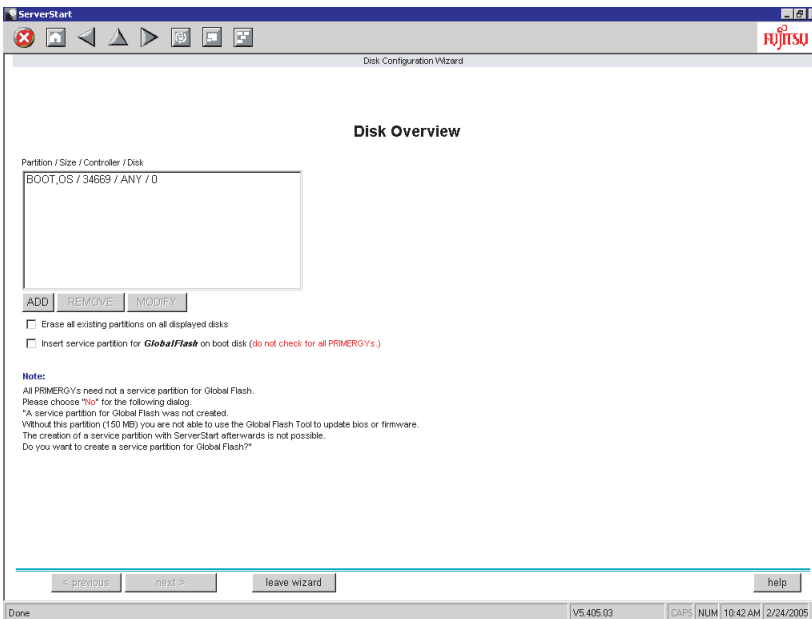 ServerStart
FUJITSU
Disk Configuration Wizard
Disk Overview
Partition / Size / Controller / Disk
BOOT,OS / 34669 / ANY / 0
ADD
REMOVE
MODIFY
Erase all existing partitions on all displayed disks
Insert service partition for GlobalFlash on boot disk (do not check for all PRIMERGYs.)
Note:
All PRIMERGYs need not a service partition for Global Flash.
Please choose "No" for the following dialog.
"A service partition for Global Flash was not created.
Without this partition (150 MB) you are not able to use the Global Flash Tool to update bios or firmware.
The creation of a service partition with ServerStart afterwards is not possible.
Do you want to create a service partition for Global Flash?"
< previous
next >
leave wizard
help
Done
V5.405.03
CAPS
NUM
10:42 AM
2/24/2005